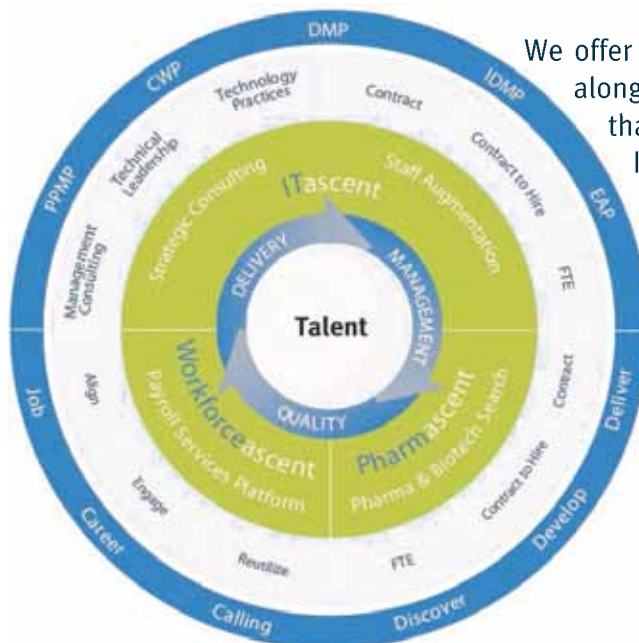 We offer
along
tha
DMP
IDMP
EAP
Deliver
Develop
Discover
Calling
Career
Job
PPMP
CWP
Technology
Practices
Contract
Contract to Hire
FTE
Contract
Contract to Hire
FTE
Reutilize
Engage
Align
Management
Consulting
Technical
Leadership
Strategic Consulting
ITascent
Staff Augmentation
Pharmascent
Pharma & Biotech Search
Workforceascent
Payroll Services Platform
DELIVERY
MANAGEMENT
QUALITY
Talent